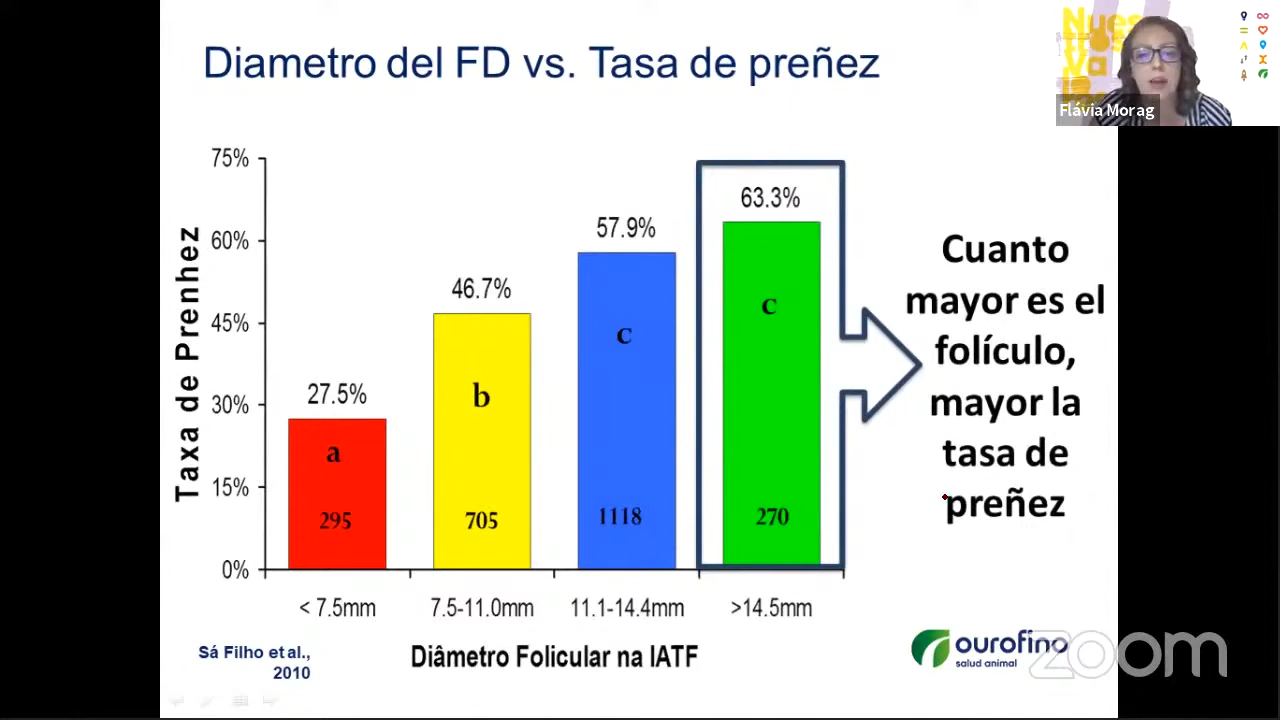 Diametro del FD vs. Tasa de preñez
Flávia Morag
Taxa de Prenhez
75%
60%
45%
30%
15%
0%
27.5%
46.7%
57.9%
63.3%
a
b
c
c
295
705
1118
270
< 7.5mm
7.5-11.0mm
11.1-14.4mm
>14.5mm
Diâmetro Folicular na IATF
Cuanto
mayor es el
folículo,
mayor la
tasa de
preñez
Sá Filho et al.,
2010
ourofino
salud animal
zoom